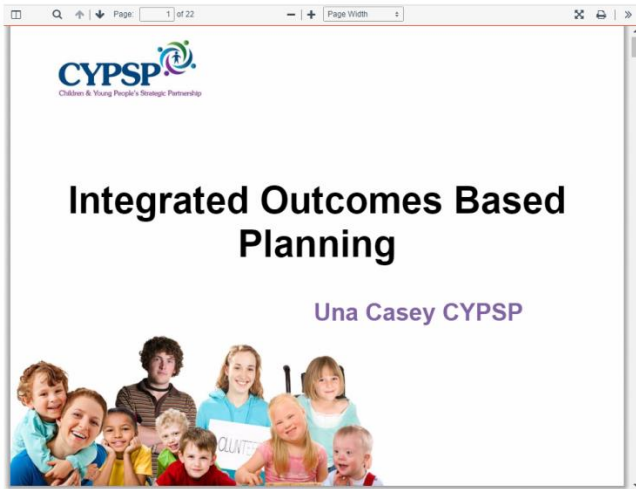 Page: 1 of 22
Page Width
CYPSP
Children & Young People's Strategic Partnership
Integrated Outcomes Based
Planning
Una Casey CYPSP
OLUNTE